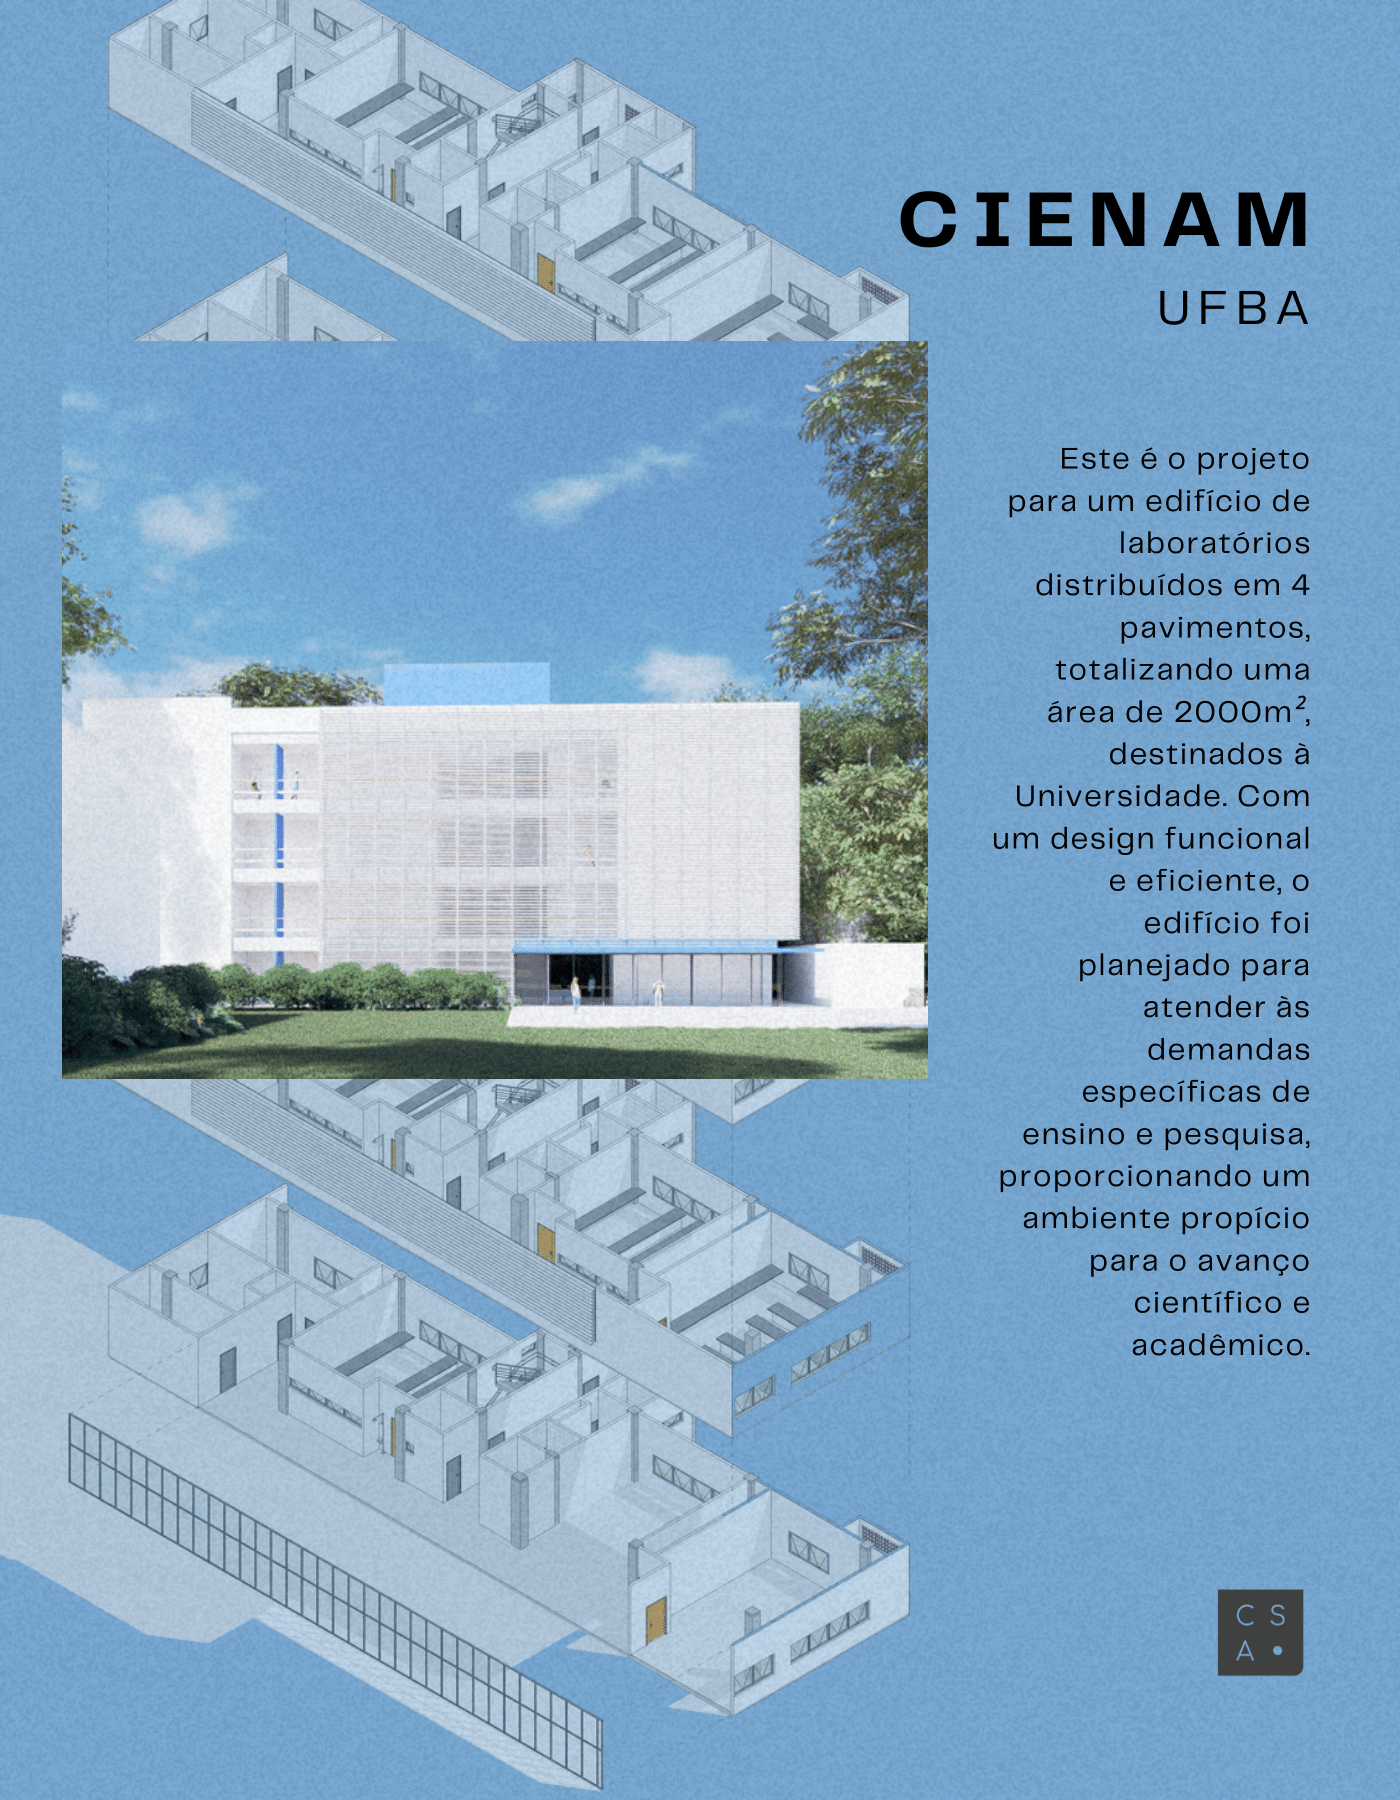 CIENAM
UFBA
Este é o projeto
para um edifício de
laboratórios
distribuídos em 4
pavimentos,
totalizando uma
área de 2000m²,
destinados à
Universidade. Com
um design funcional
e eficiente, o
edifício foi
planejado para
atender às
demandas
específicas de
ensino e pesquisa,
proporcionando um
ambiente propício
para o avanço
científico e
acadêmico.
C S
A •